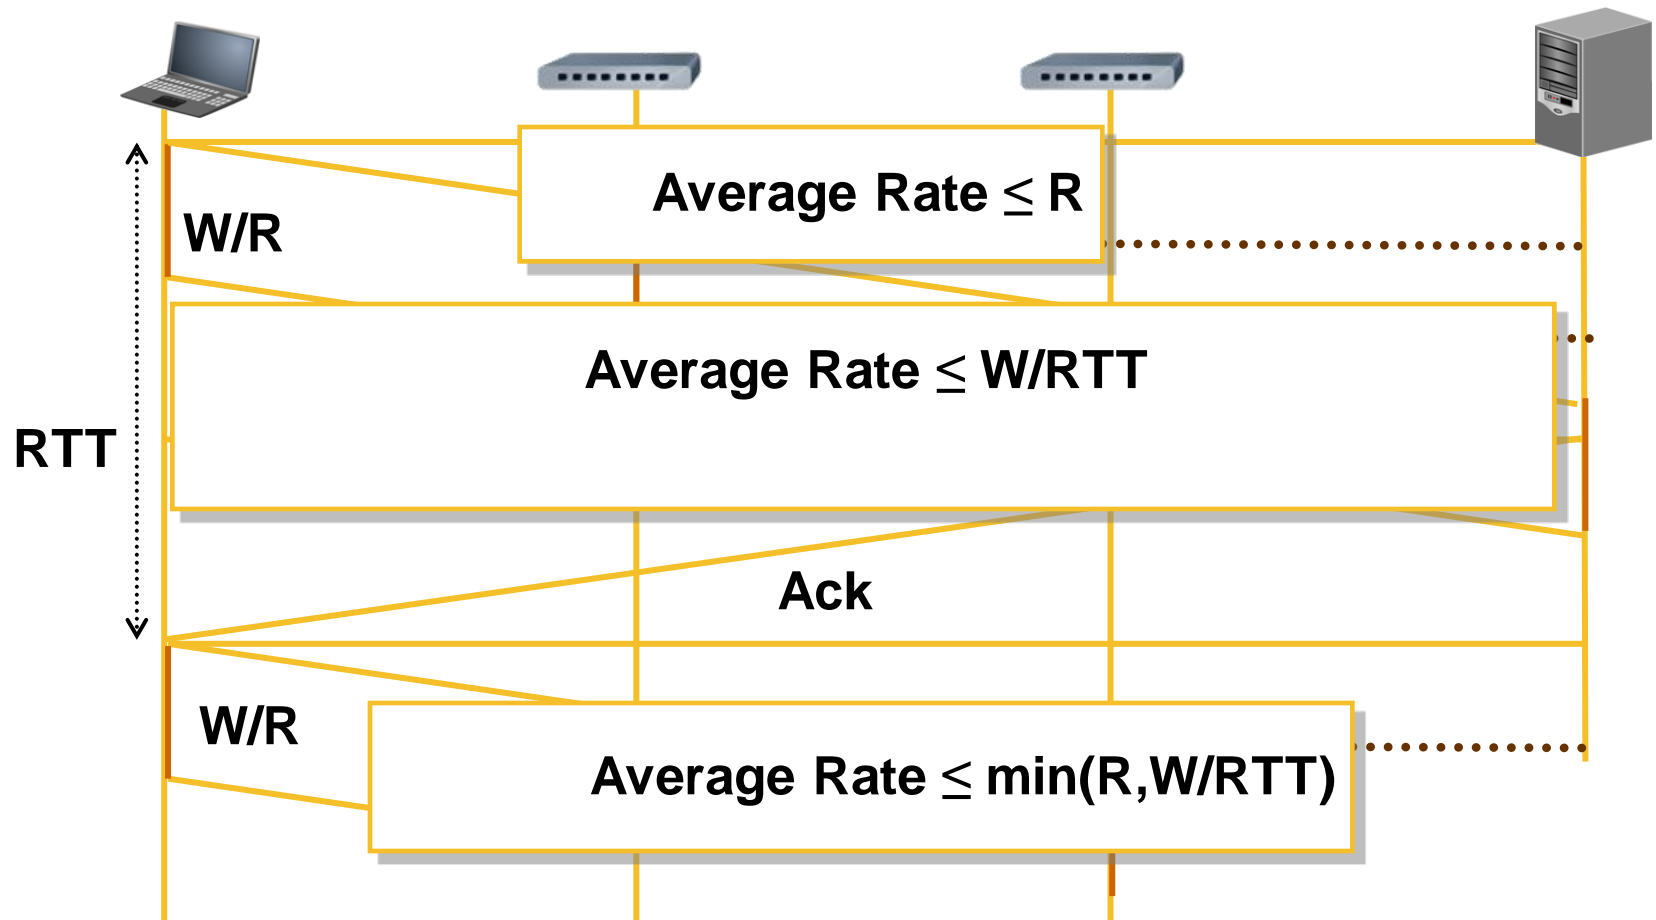 Average Rate ≤ R
W/R
Average Rate ≤ W/RTT
RTT
Ack
W/R
Average Rate ≤ min(R,W/RTT)